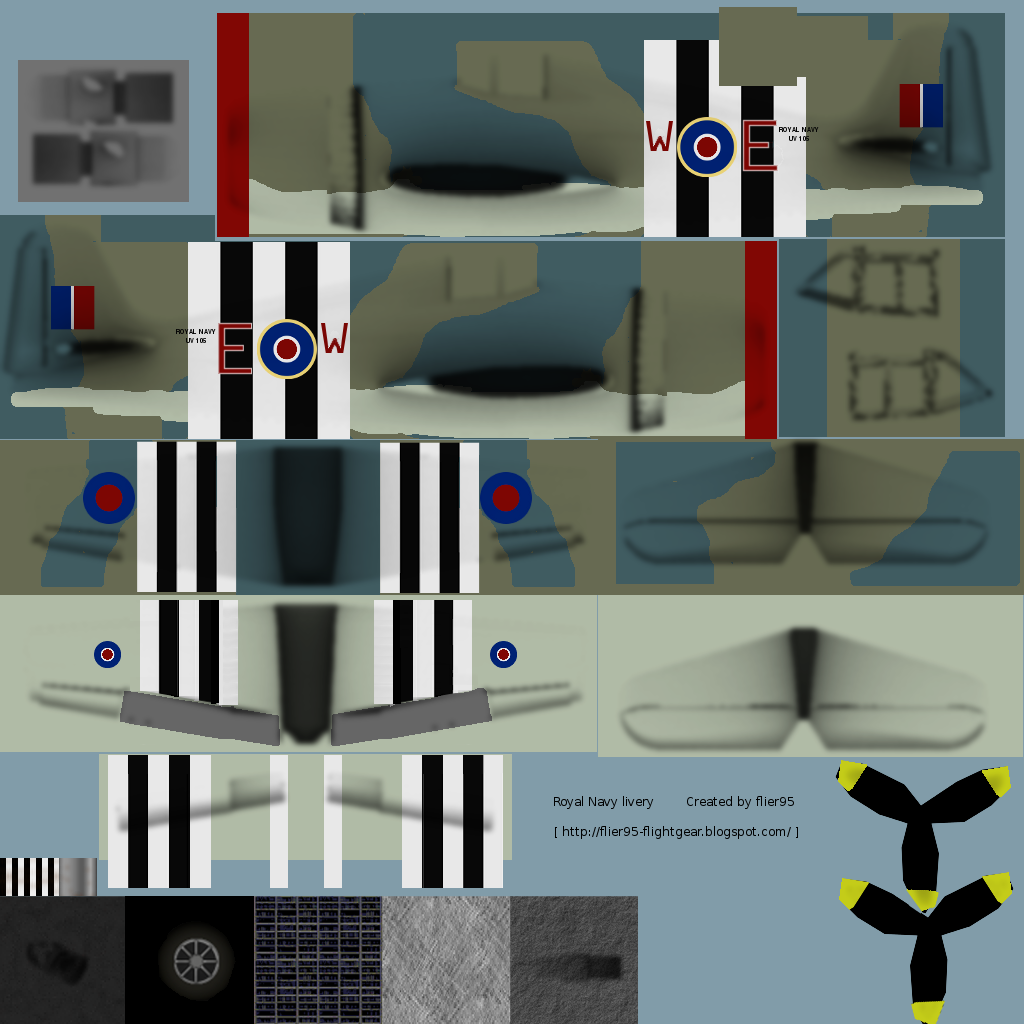 W E
ROYAL NAVY
UV 105
ROYAL NAVY
UV 105
E W
Royal Navy livery Created by flier95
[ http://flier95-flightgear.blogspot.com/ ]